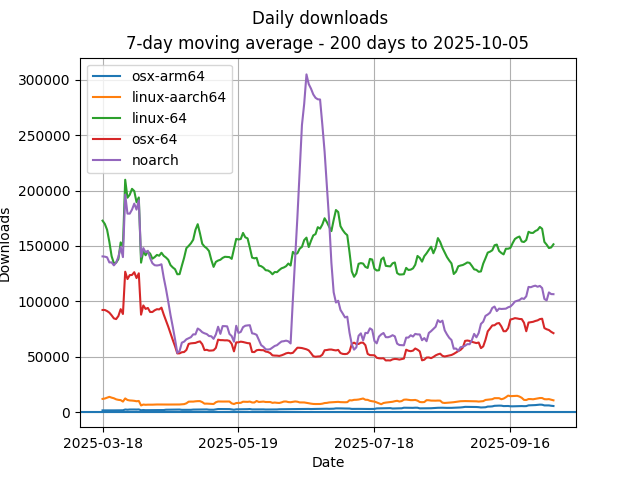 Daily downloads
7-day moving average - 200 days to 2025-10-05
osx-arm64
linux-aarch64
linux-64
osx-64
noarch
300000
250000
200000
150000
100000
50000
0
Downloads
2025-03-18 2025-05-19 2025-07-18 2025-09-16
Date